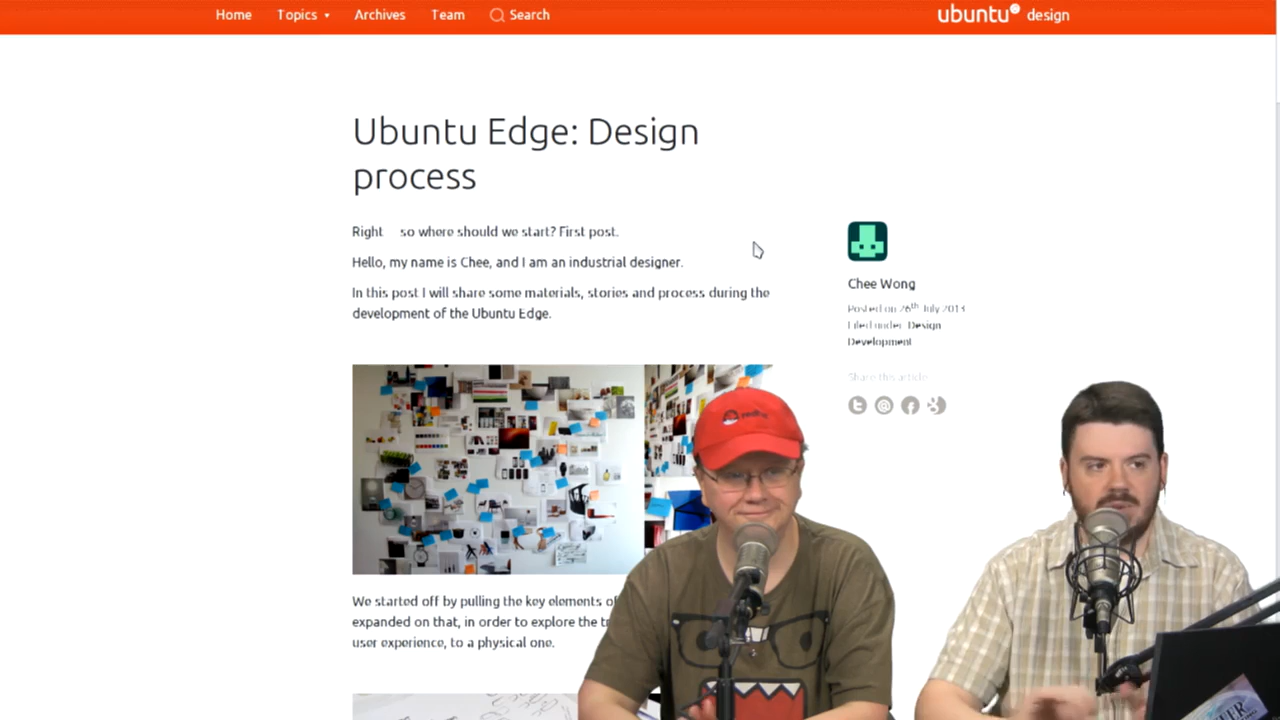 Home Topics Archives Team Search ubuntu design
Ubuntu Edge: Design
process
Right so where should we start? First post.
Hello, my name is Chee, and I am an industrial designer.
In this post I will share some materials, stories and process during the
development of the Ubuntu Edge.
Chee Wong
Posted on 26th July 2013
Filed under: Design
Development
Share this article
We started off by pulling the key elements of
expanded on that, in order to explore the
user experience, to a physical one.
redhat